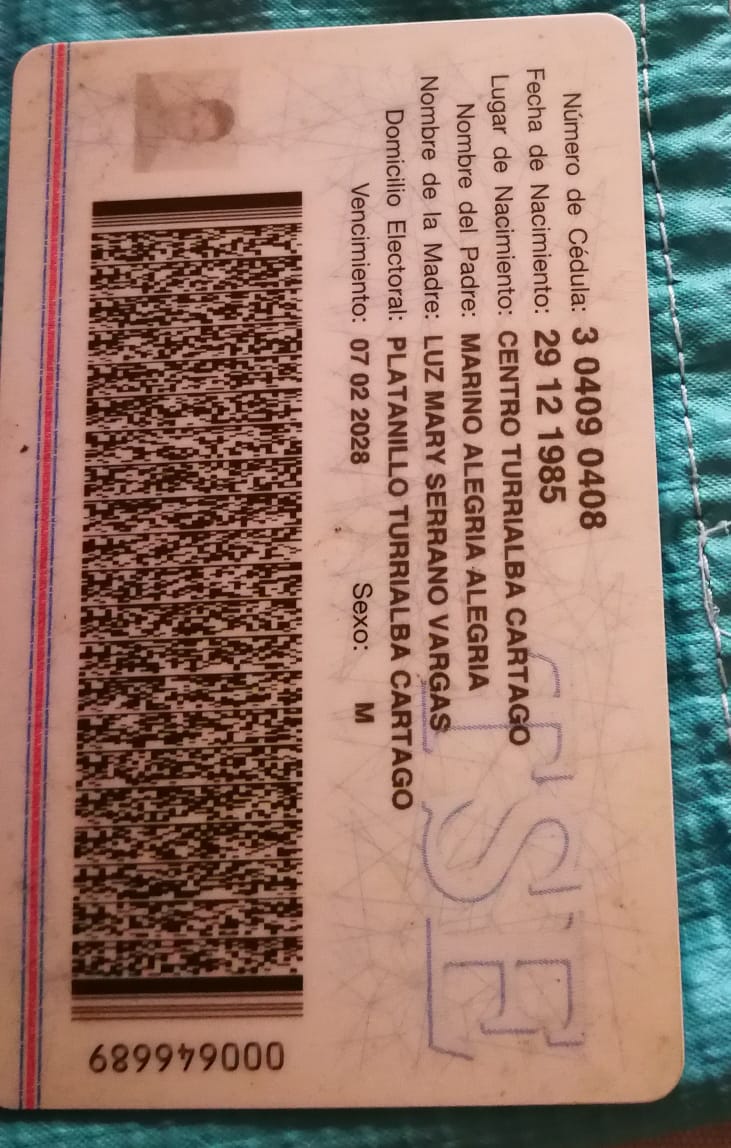 Número de Cédula: 3 0409 0408
Fecha de Nacimiento: 29 12 1985
Lugar de Nacimiento: CENTRO TURRIALBA CARTAGO
Nombre del Padre: MARINO ALEGRIA ALEGRIA
Nombre de la Madre: LUZ MARY SERRANO VARGAS
Domicilio Electoral: PLATANILLO TURRIALBA CARTAGO
Vencimiento: 07 02 2028 Sexo: M
TSE
000646689